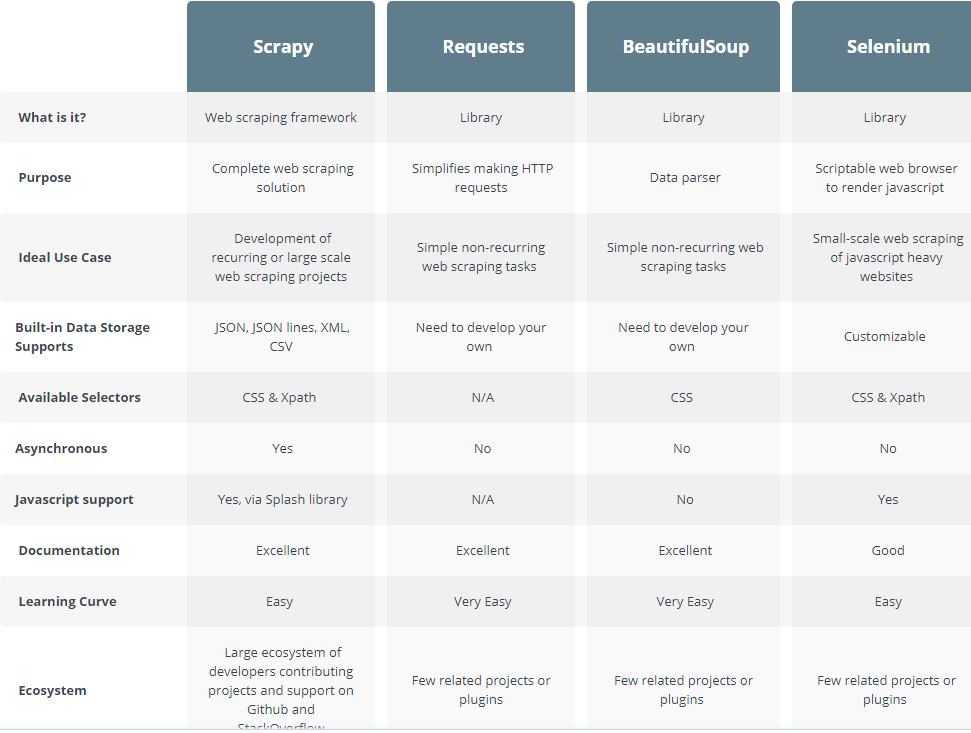 Scrapy Requests BeautifulSoup Selenium
What is it? Web scraping framework Library Library Library
Purpose
Complete web scraping
solution
Simplifies making HTTP
requests
Data parser
Scriptable web browser
to render javascript
Ideal Use Case
Development of
recurring or large scale
web scraping projects
Simple non-recurring
web scraping tasks
Simple non-recurring web
scraping tasks
Small-scale web scraping
of javascript heavy
websites
Built-in Data Storage
Supports
JSON, JSON lines, XML,
CSV
Need to develop your
own
Need to develop your
own
Customizable
Available Selectors CSS & Xpath N/A CSS CSS & Xpath
Asynchronous Yes No No No
Javascript support Yes, via Splash library N/A No Yes
Documentation Excellent Excellent Excellent Good
Learning Curve Easy Very Easy Very Easy Easy
Ecosystem
Large ecosystem of
developers contributing
projects and support on
Github and
StackOverflow
Few related projects or
plugins
Few related projects or
plugins
Few related projects or
plugins